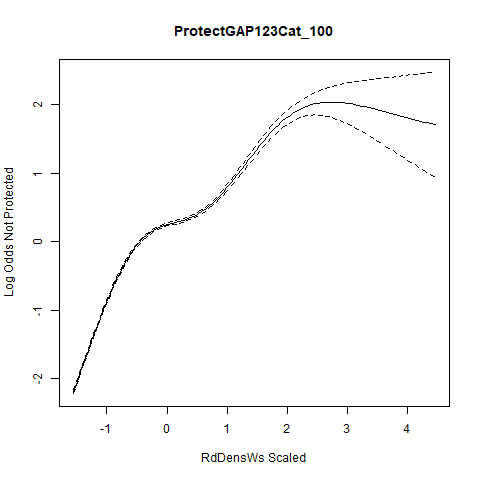 ProtectGAP123Cat_100
Log Odds Not Protected
2
1
0
-1
-2
-1 0 1 2 3 4
RdDensWs Scaled